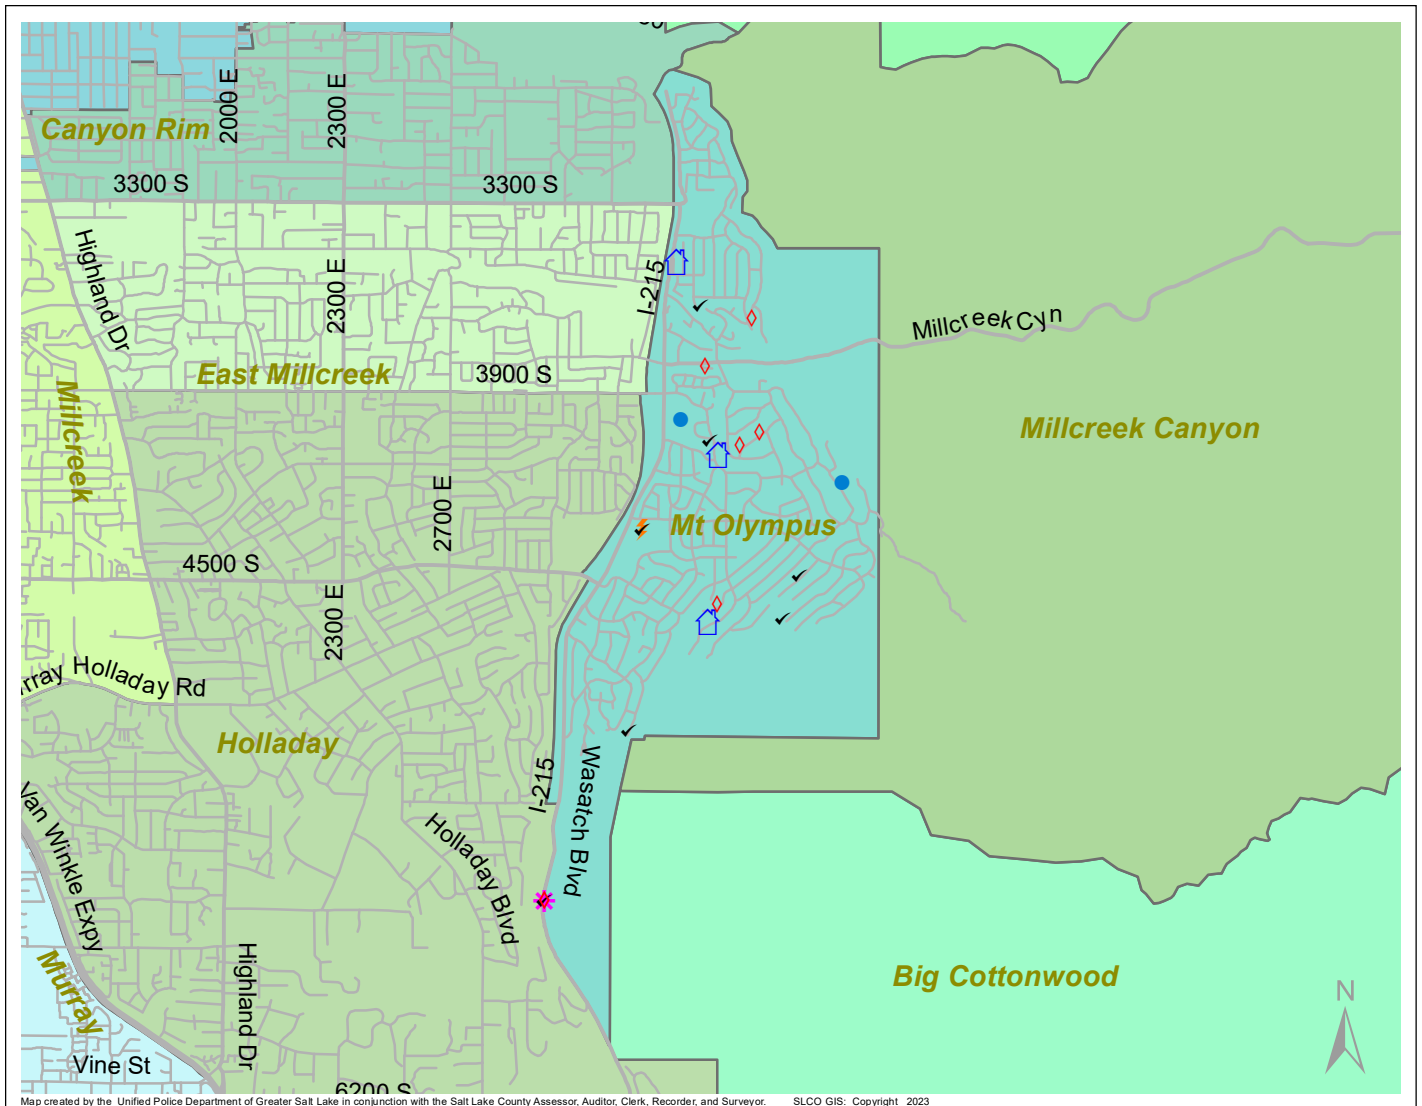 2000 E
2300 E
Canyon Rim
3300 S
3300 S
Highland Dr
2300 E
I-215
Millcreek Cyn
East Millcreek
3900 S
Millcreek
Millcreek Canyon
2700 E
Mt Olympus
4500 S
2300 E
rray Holladay Rd
Holladay
I-215
Wasatch Blvd
Van Winkle Expy
Holladay Blvd
Highland Dr
Murray
Big Cottonwood
N
Vine St
6200 S
Map created by the Unified Police Department of Greater Salt Lake in conjunction with the Salt Lake County Assessor, Auditor, Clerk, Recorder, and Surveyor. SLCO GIS: Copyright 2023